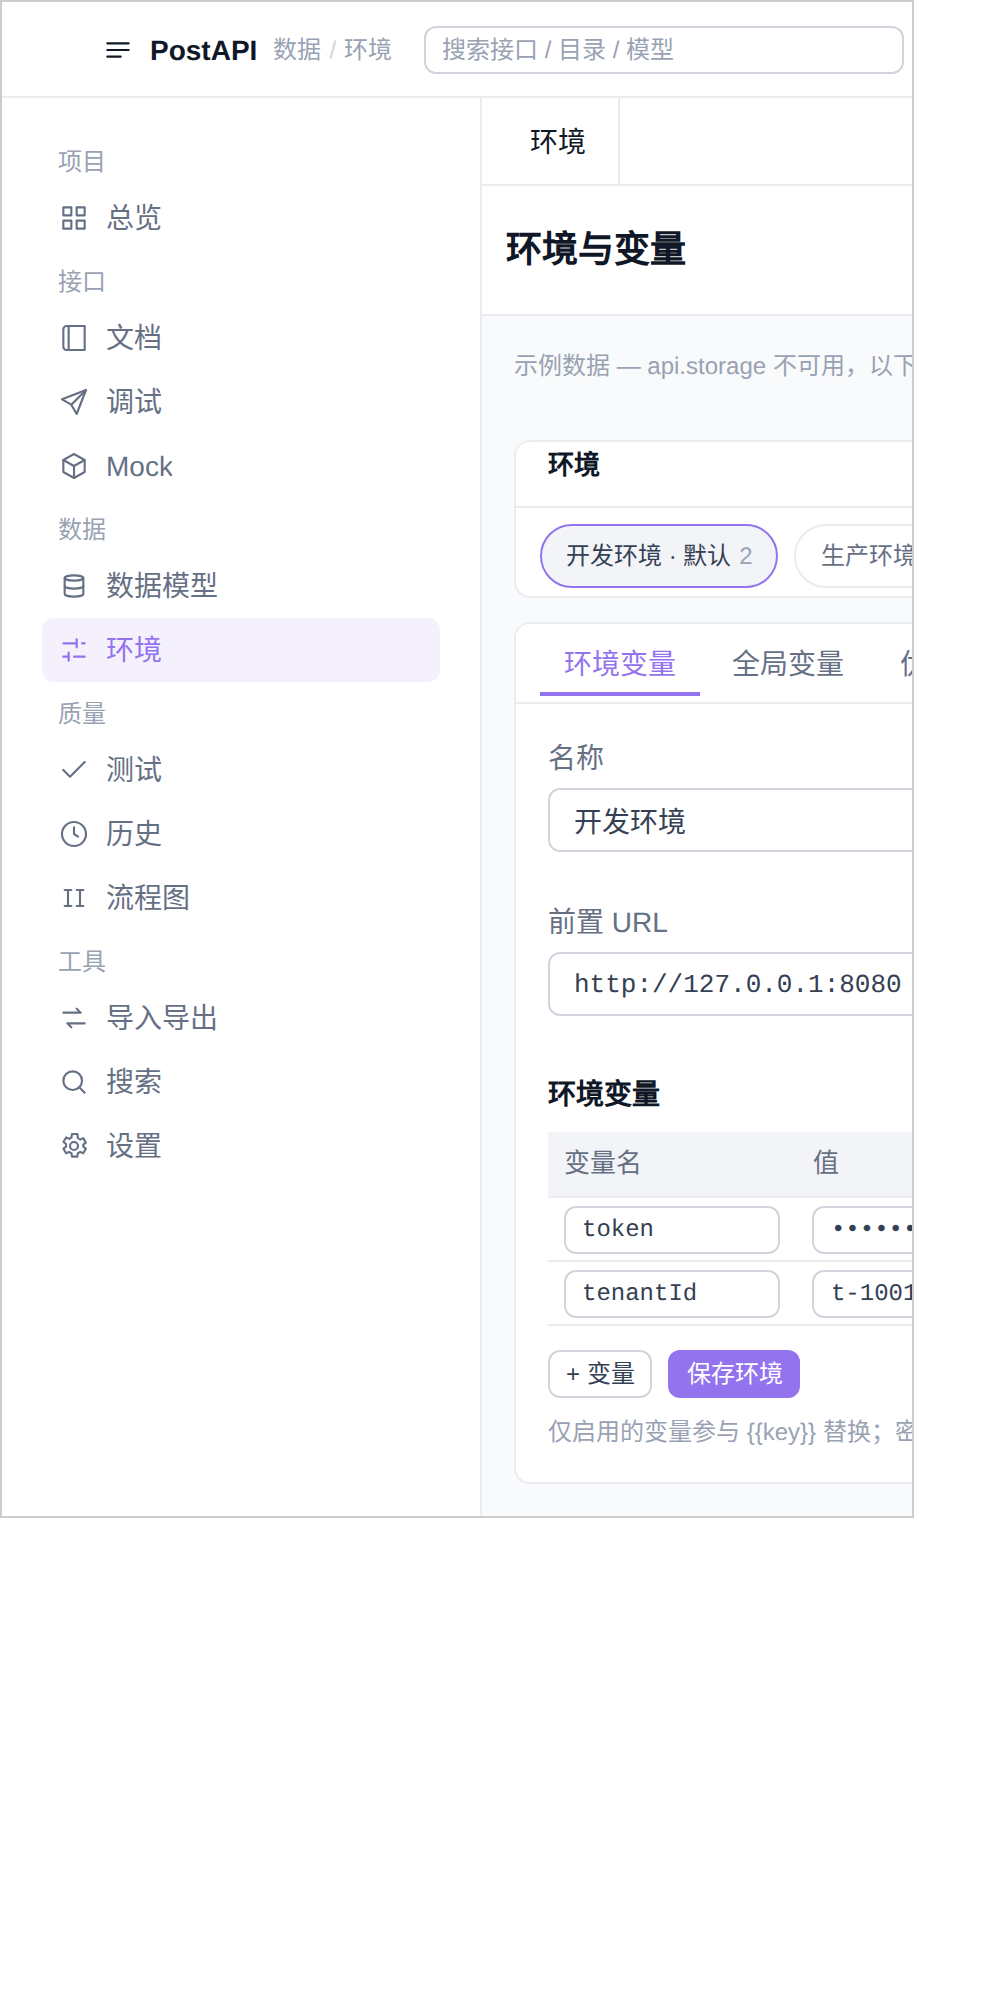 PostAPI 数据 / 环境 搜索接口 / 目录 / 模型
项目
总览
接口
文档
调试
Mock
数据
数据模型
环境
质量
测试
历史
流程图
工具
导入导出
搜索
设置
环境
环境与变量
示例数据 — api.storage 不可用，以下
环境
开发环境 · 默认 2 生产环境
环境变量 全局变量
名称
开发环境
前置 URL
http://127.0.0.1:8080
环境变量
变量名 值
token ••••••
tenantId t-1001
+ 变量 保存环境
仅启用的变量参与 {{key}} 替换；密